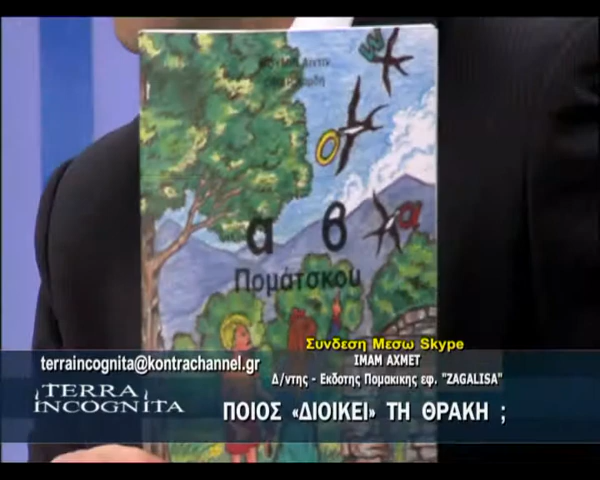 w
ο
α
α β
Πομάτσκου
Συνδεση Μεσω Skype
terraincognita@kontrachannel.gr
ΙΜΑΜ ΑΧΜΕΤ
Δ/ντης - Εκδοτης Πομακικης εφ. "ZAGALISA"
TERRA
INCOGNITA
ΠΟΙΟΣ «ΔΙΟΙΚΕΙ» ΤΗ ΘΡΑΚΗ ;